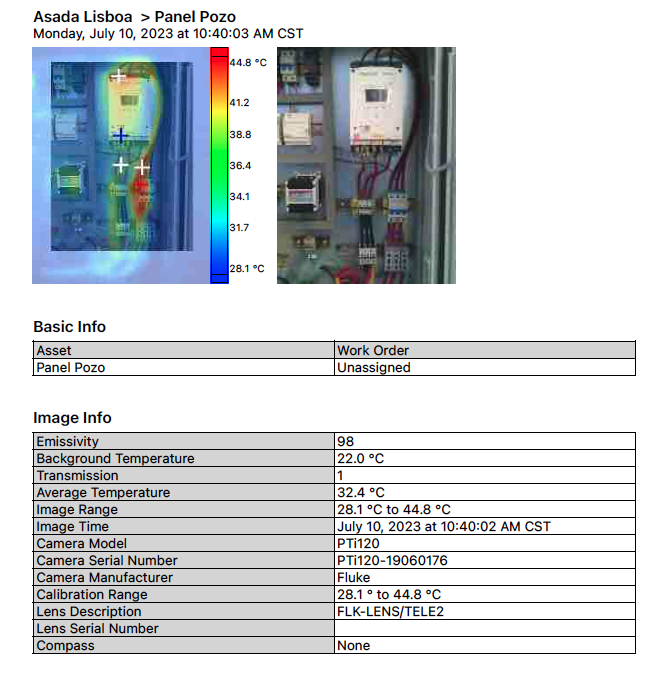 Asada Lisboa > Panel Pozo
Monday, July 10, 2023 at 10:40:03 AM CST
44.8 °C
41.2
38.8
36.4
34.1
31.7
28.1 °C
Basic Info
Asset Work Order
Panel Pozo Unassigned
Image Info
Emissivity 98
Background Temperature 22.0 °C
Transmission 1
Average Temperature 32.4 °C
Image Range 28.1 °C to 44.8 °C
Image Time July 10, 2023 at 10:40:02 AM CST
Camera Model PTi120
Camera Serial Number PTi120-19060176
Camera Manufacturer Fluke
Calibration Range 28.1 ° to 44.8 °C
Lens Description FLK-LENS/TELE2
Lens Serial Number
Compass None